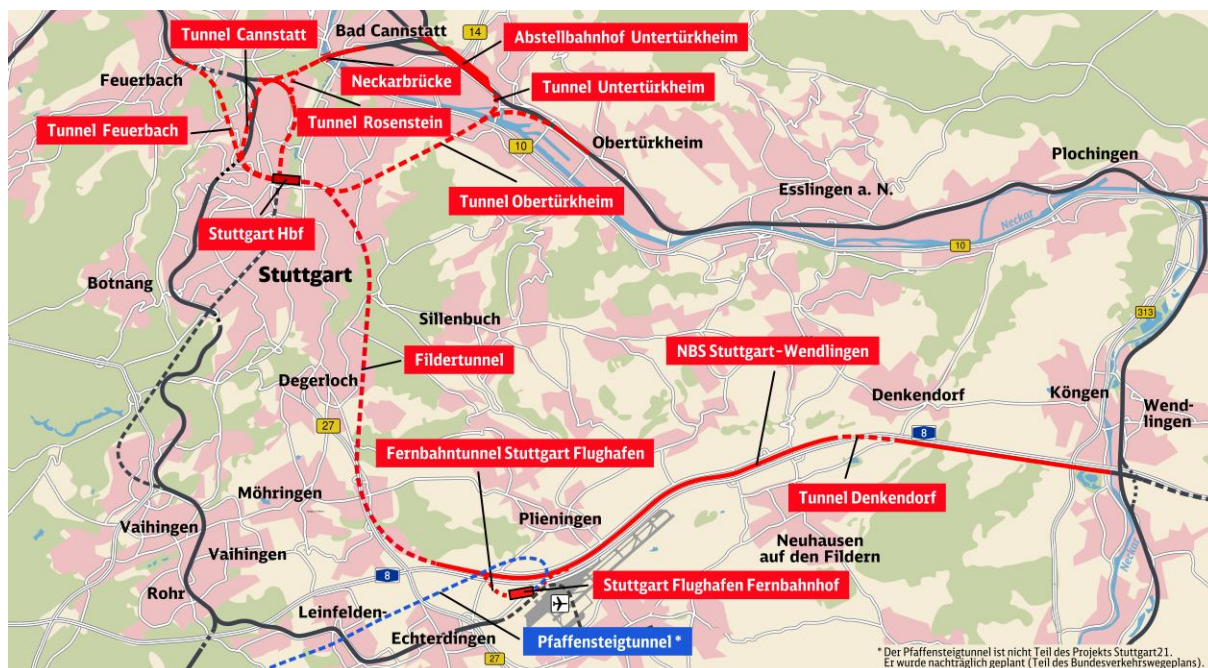 Tunnel Cannstatt
Bad Cannstatt
14
Abstellbahnhof Untertürkheim
Feuerbach
Neckarbrücke
Tunnel Untertürkheim
Tunnel Feuerbach
Tunnel Rosenstein
10
Obertürkheim
Plochingen
Esslingen a. N.
Tunnel Obertürkheim
Neckar
Stuttgart Hbf
10
Stuttgart
Botnang
Sillenbuch
313
NBS Stuttgart-Wendlingen
Fildertunnel
Degerloch
Denkendorf
Köngen
Wend-
lingen
27
8
Fernbahntunnel Stuttgart Flughafen
Möhringen
Tunnel Denkendorf
Plieningen
Vaihingen
Neuhausen
auf den Fildern
Vaihingen
Neckar
8
Rohr
Stuttgart Flughafen Fernbahnhof
Leinfelden-
Echterdingen
Pfaffensteigtunnel *
27
* Der Pfaffensteigtunnel ist nicht Teil des Projekts Stuttgart21.
Er wurde nachträglich geplant (Teil des Bundesverkehrswegeplans).